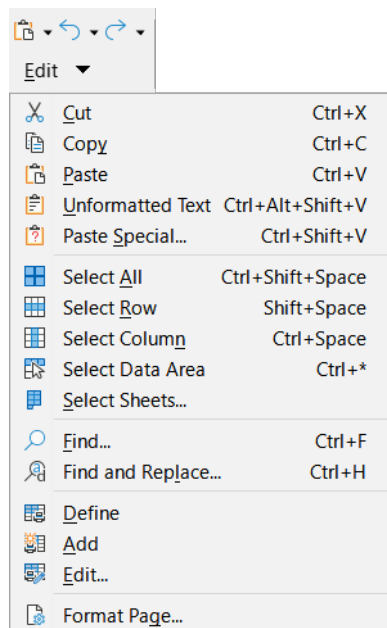 Edit
Cut Ctrl+X
Copy Ctrl+C
Paste Ctrl+V
Unformatted Text Ctrl+Alt+Shift+V
Paste Special... Ctrl+Shift+V
Select All Ctrl+Shift+Space
Select Row Shift+Space
Select Column Ctrl+Space
Select Data Area Ctrl+*
Select Sheets...
Find... Ctrl+F
Find and Replace... Ctrl+H
Define
Add
Edit...
Format Page...